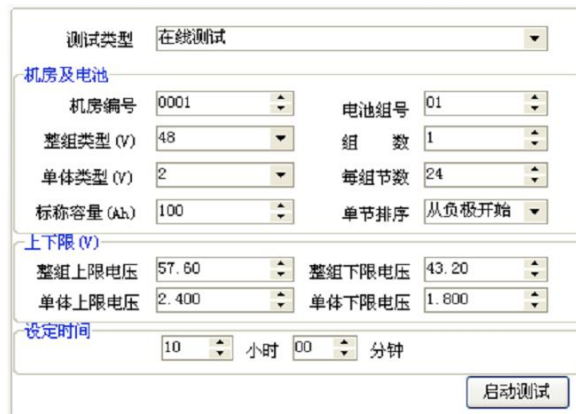 测试类型 在线测试
机房及电池
机房编号 0001 电池组号 01
整组类型(V) 48 组 数 1
单体类型(V) 2 每组节数 24
标称容量(Ah) 100 单节排序 从负极开始
上下限(V)
整组上限电压 57.60 整组下限电压 43.20
单体上限电压 2.400 单体下限电压 1.800
设定时间
10 小时 00 分钟
启动测试